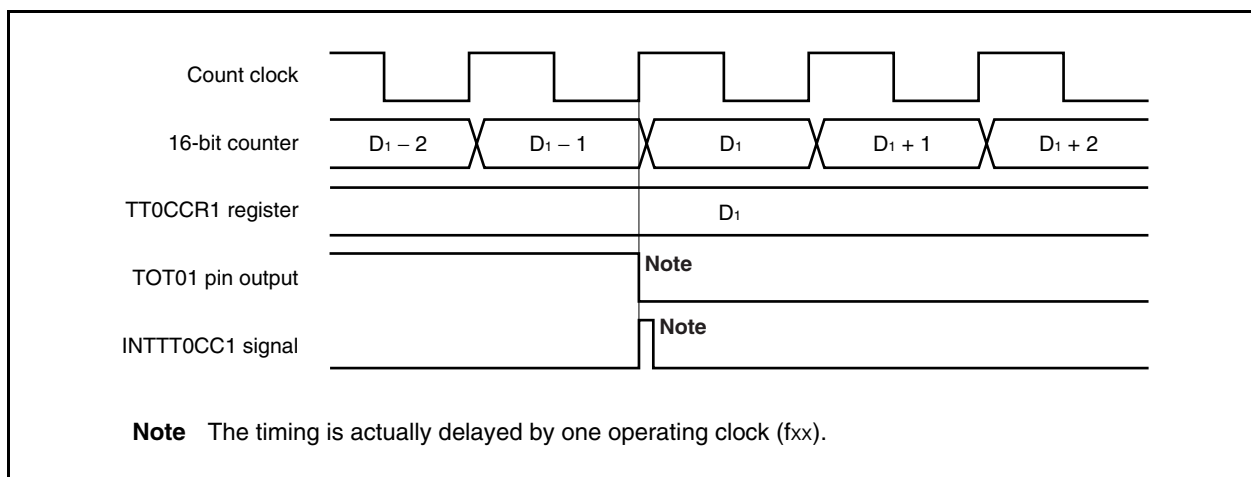 Count clock
16-bit counter
D1 – 2 D1 – 1 D1 D1 + 1 D1 + 2
TT0CCR1 register
D1
TOT01 pin output
Note
INTTT0CC1 signal
Note
Note The timing is actually delayed by one operating clock (fxx).